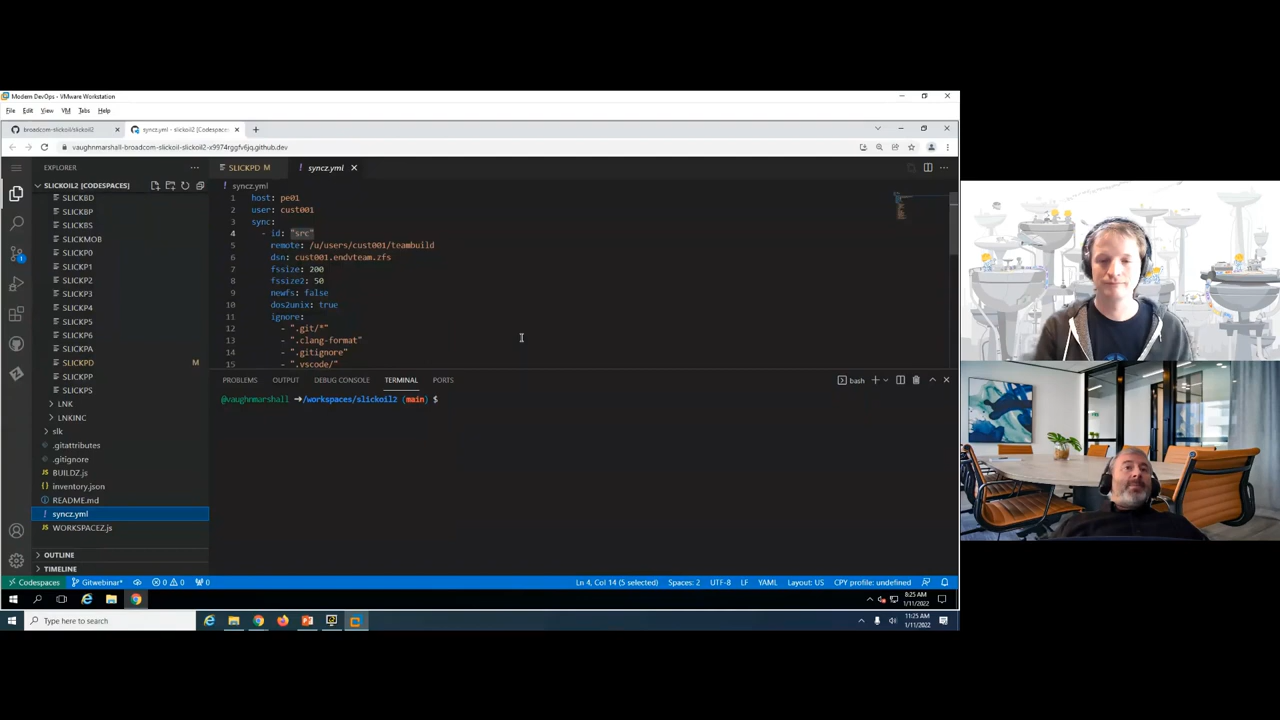 Modern DevOps - VMware Workstation
File Edit View VM Tabs Help
broadcom-slickoil/slickoil2
syncz.yml - slickoil2 [Codespaces
vaughnmarshall-broadcom-slickoil-slickoil2-x9974rggfv6jq.github.dev
EXPLORER
SLICKPD M
syncz.yml
SLICKOIL2 [CODESPACES]
SLICKBD
SLICKBP
SLICKBS
SLICKMOB
SLICKP0
SLICKP1
SLICKP2
SLICKP3
SLICKP4
SLICKP5
SLICKP6
SLICKPA
SLICKPD M
SLICKPP
SLICKPS
LNK
LNKINC
slk
.gitattributes
.gitignore
BUILDZ.js
inventory.json
README.md
syncz.yml
WORKSPACEZ.js
OUTLINE
TIMELINE
syncz.yml
1 host: pe01
2 user: cust001
3 sync:
4 - id: "src"
5 remote: /u/users/cust001/teambuild
6 dsn: cust001.endvteam.zfs
7 fssize: 200
8 fssize2: 50
9 newfs: false
10 dos2unix: true
11 ignore:
12 - ".git/*"
13 - ".clang-format"
14 - ".gitignore"
15 - ".vscode/"
PROBLEMS OUTPUT DEBUG CONSOLE TERMINAL PORTS
bash
@vaughnmarshall ➜/workspaces/slickoil2 (main) $
Codespaces Gitwebinar* 0 0 0
Ln 4, Col 14 (5 selected) Spaces: 2 UTF-8 LF YAML Layout: US CPY profile: undefined
8:25 AM
1/11/2022
Type here to search
11:25 AM
1/11/2022